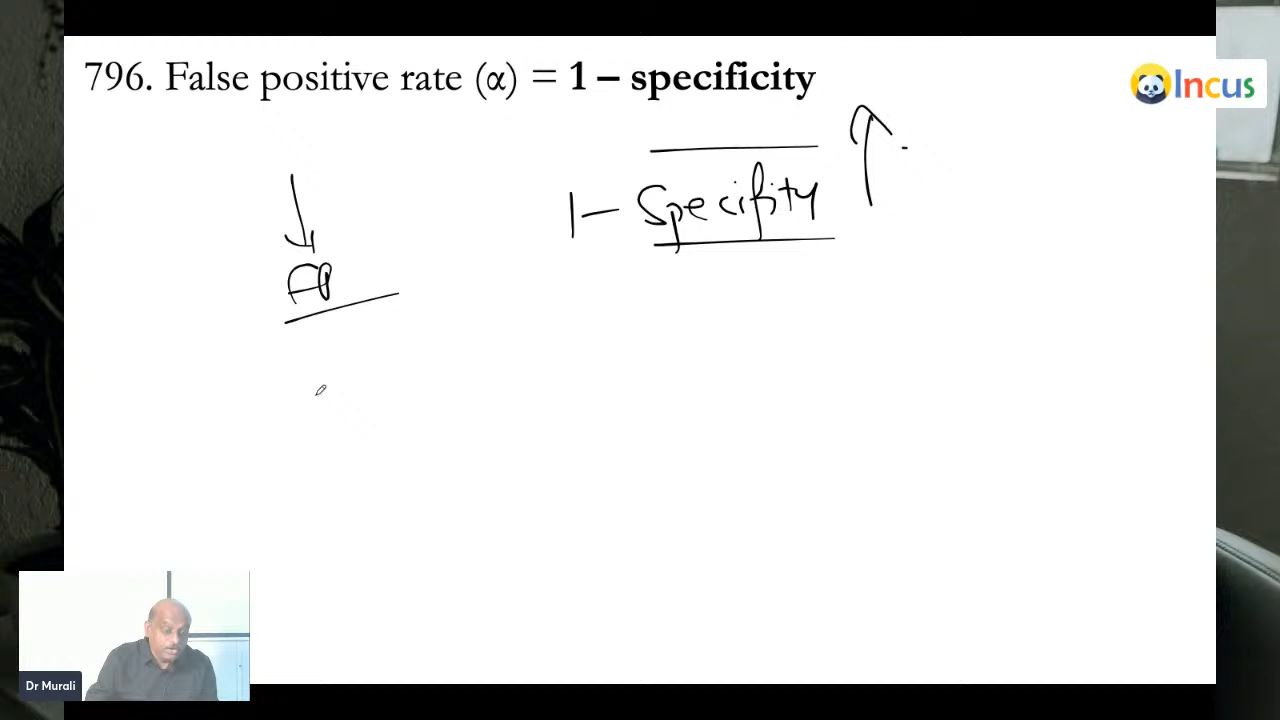 796. False positive rate (α) = 1 – specificity
Incus
1 – Specifity
FP
Dr Murali